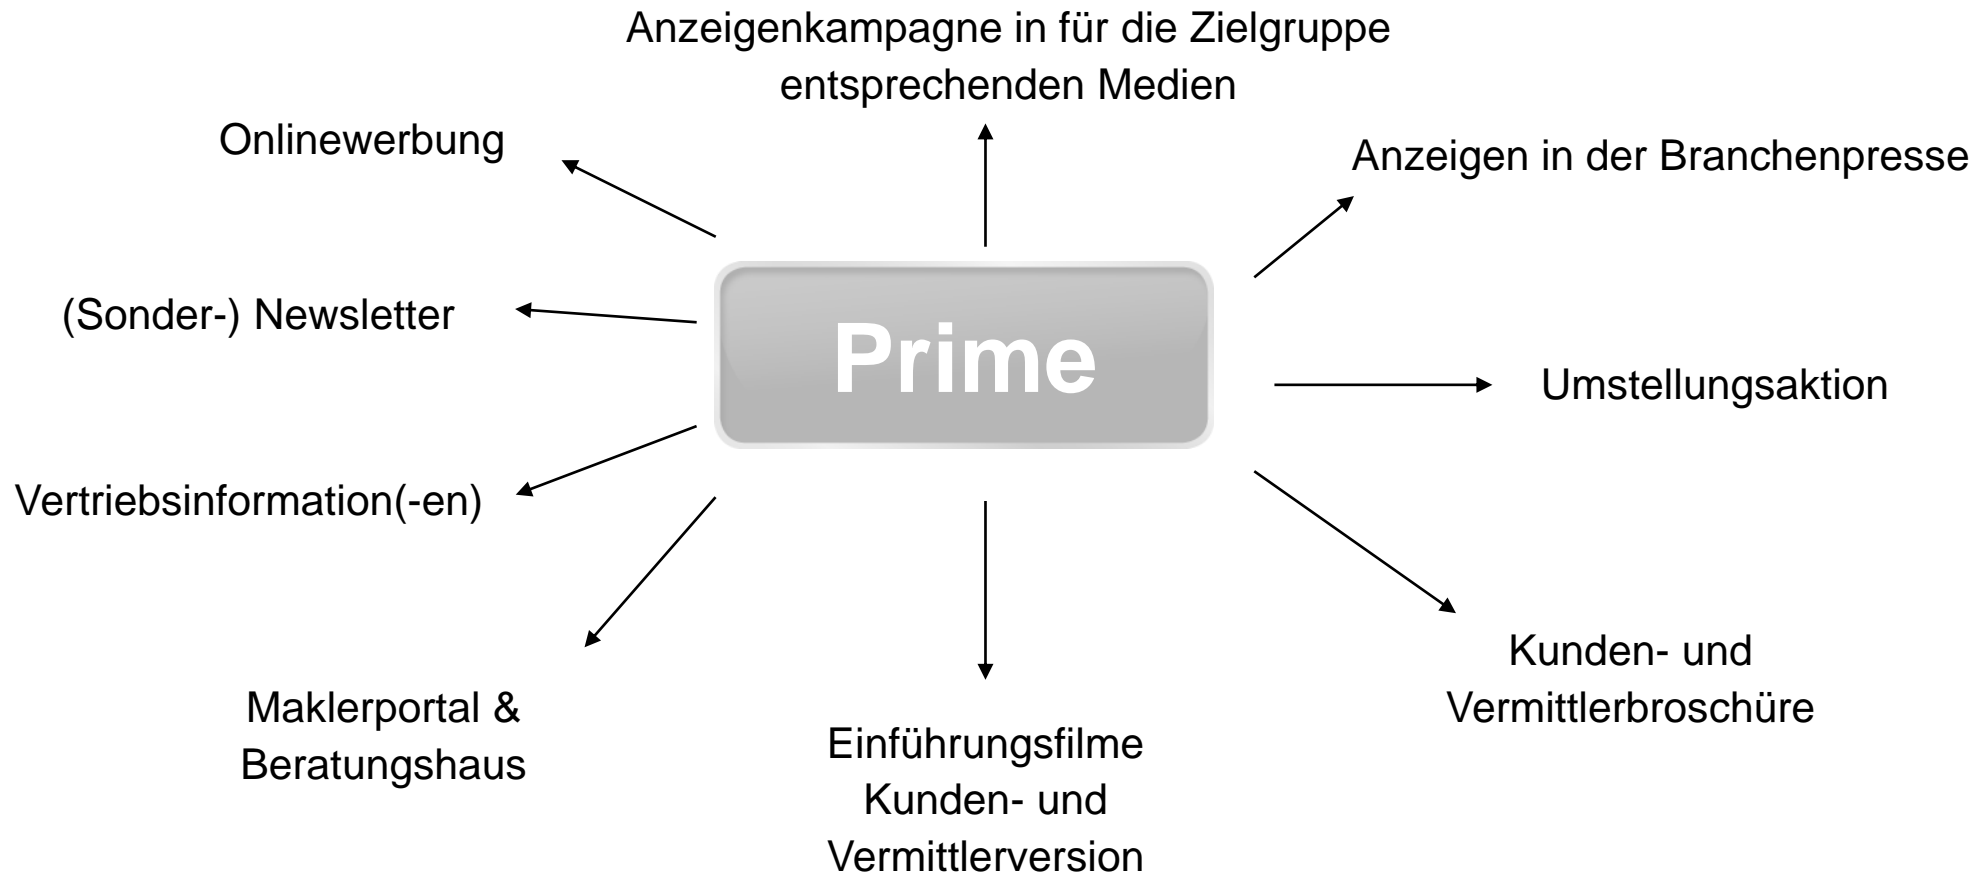 Anzeigenkampagne in für die Zielgruppe
entsprechenden Medien
Onlinewerbung
Anzeigen in der Branchenpresse
(Sonder-) Newsletter
Prime
Umstellungsaktion
Vertriebsinformation(-en)
Kunden- und
Vermittlerbroschüre
Maklerportal &
Beratungshaus
Einführungsfilme
Kunden- und
Vermittlerversion